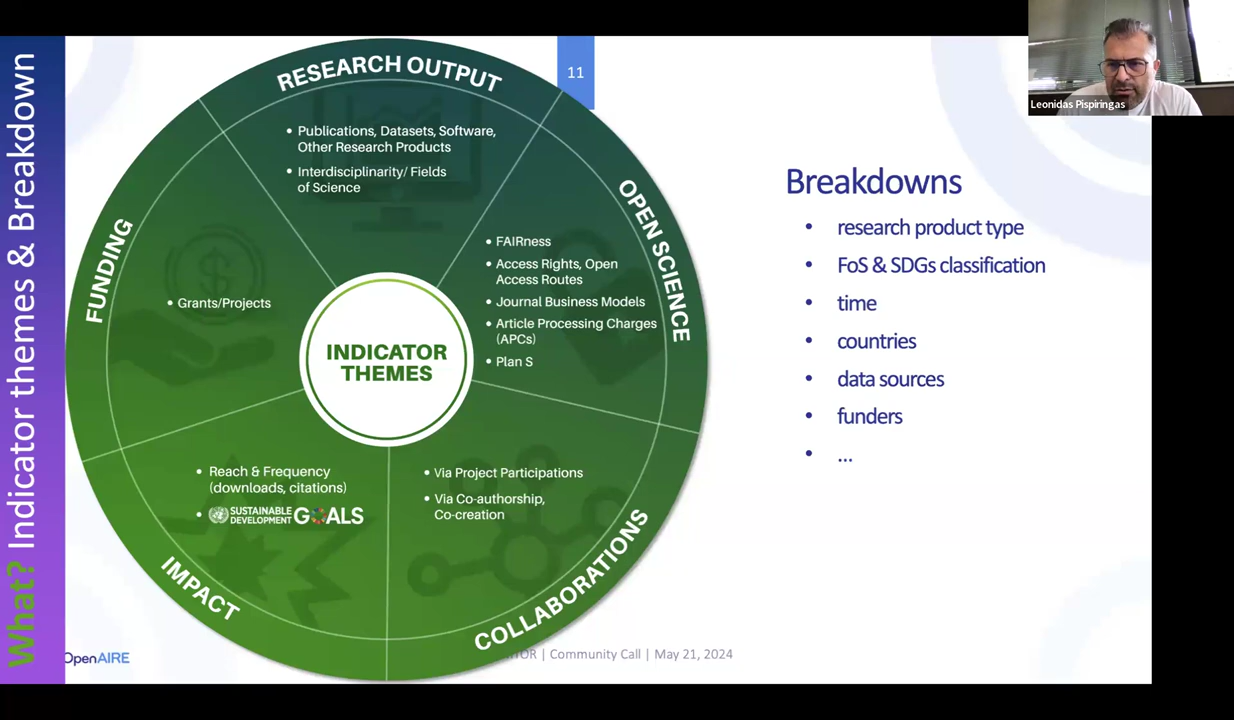 What? Indicator themes & Breakdown
11
Leonidas Pispiringas
RESEARCH OUTPUT
• Publications, Datasets, Software,
Other Research Products
• Interdisciplinarity/ Fields
of Science
OPEN SCIENCE
• FAIRness
• Access Rights, Open
Access Routes
• Journal Business Models
• Article Processing Charges
(APCs)
• Plan S
FUNDING
• Grants/Projects
INDICATOR
THEMES
IMPACT
• Reach & Frequency
(downloads, citations)
• SUSTAINABLE
DEVELOPMENT GOALS
COLLABORATIONS
• Via Project Participations
• Via Co-authorship,
Co-creation
Breakdowns
• research product type
• FoS & SDGs classification
• time
• countries
• data sources
• funders
• ...
OpenAIRE
| Community Call | May 21, 2024